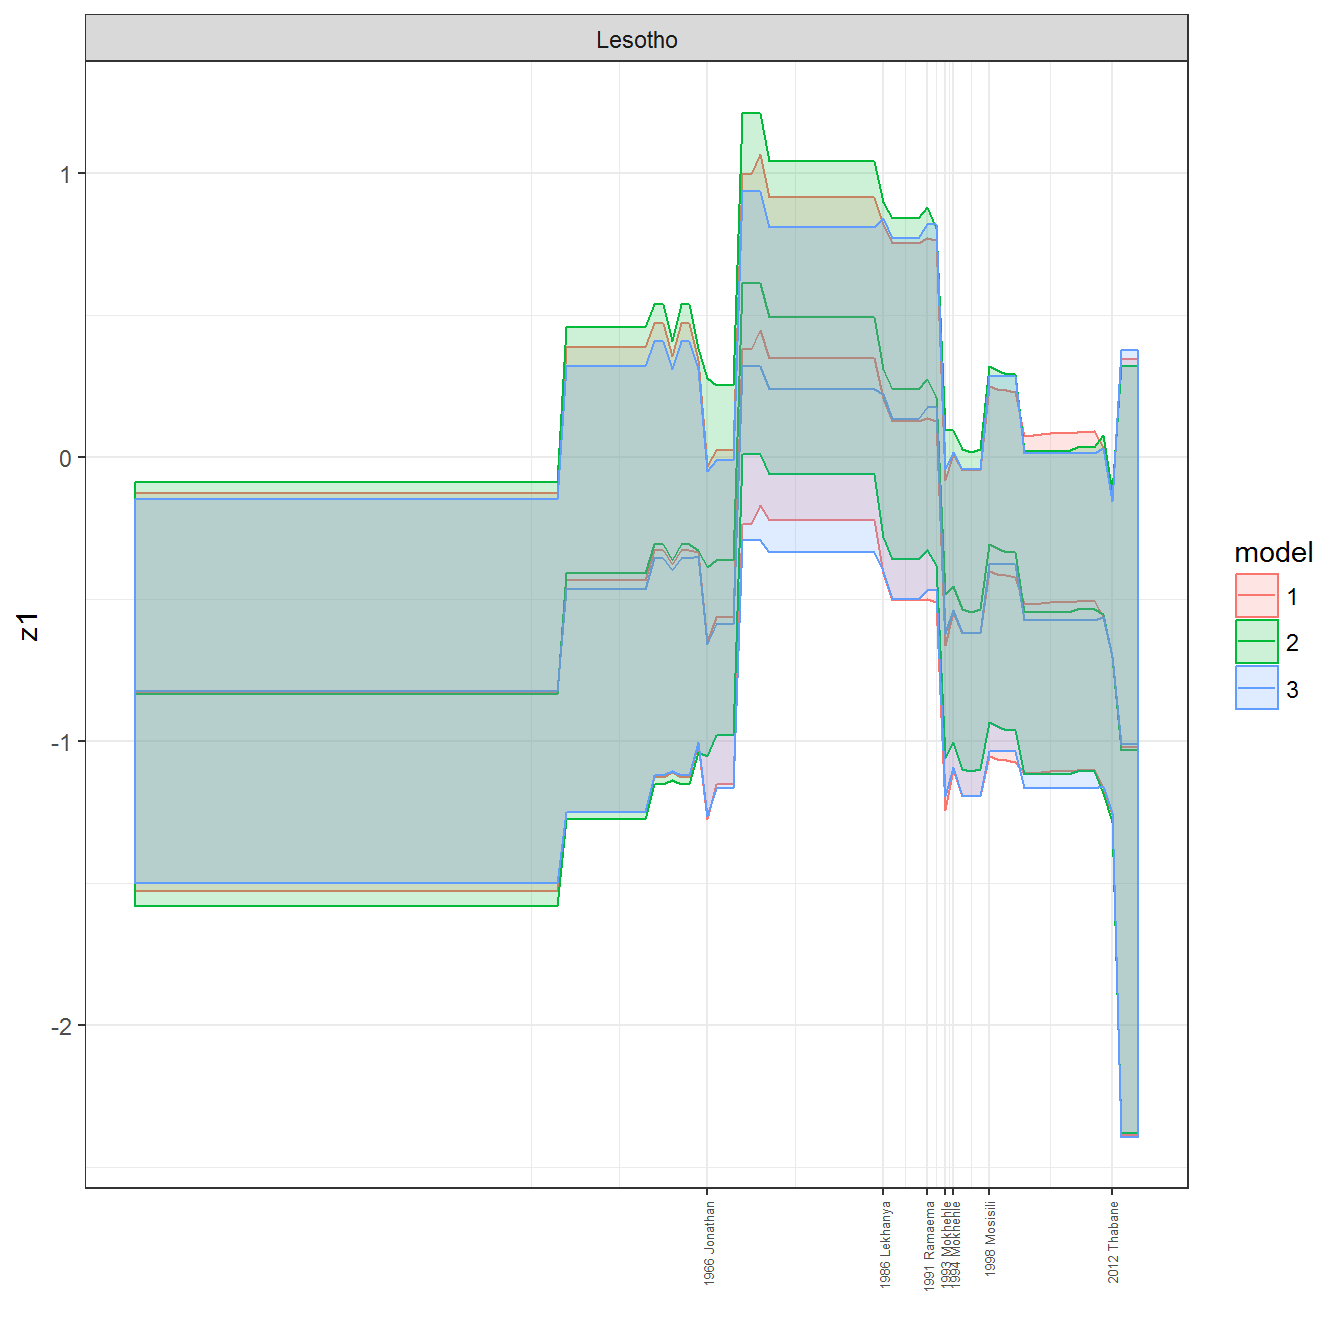 Lesotho
1
0
-1
-2
z1
1966 Jonathan
1986 Lekhanya
1991 Ramaema
1993 Mokhehle
1994 Mokhehle
1998 Mosisili
2012 Thabane
model
1
2
3